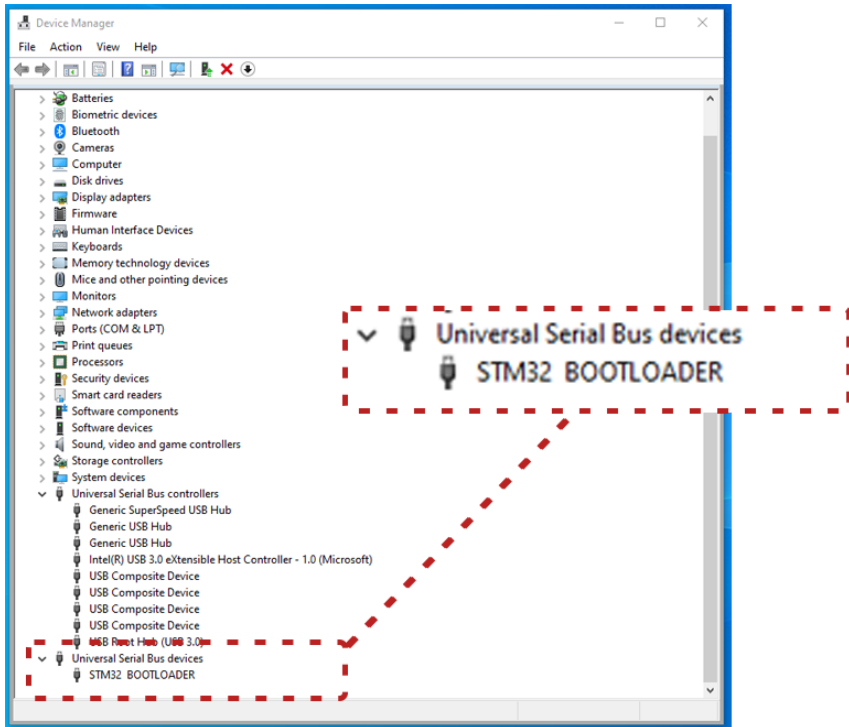 Device Manager
File Action View Help
Batteries
Biometric devices
Bluetooth
Cameras
Computer
Disk drives
Display adapters
Firmware
Human Interface Devices
Keyboards
Memory technology devices
Mice and other pointing devices
Monitors
Network adapters
Ports (COM & LPT)
Print queues
Processors
Security devices
Smart card readers
Software components
Software devices
Sound, video and game controllers
Storage controllers
System devices
Universal Serial Bus controllers
Generic SuperSpeed USB Hub
Generic USB Hub
Generic USB Hub
Intel(R) USB 3.0 eXtensible Host Controller - 1.0 (Microsoft)
USB Composite Device
USB Composite Device
USB Composite Device
USB Composite Device
USB Root Hub (USB 3.0)
Universal Serial Bus devices
STM32 BOOTLOADER
Universal Serial Bus devices
STM32 BOOTLOADER